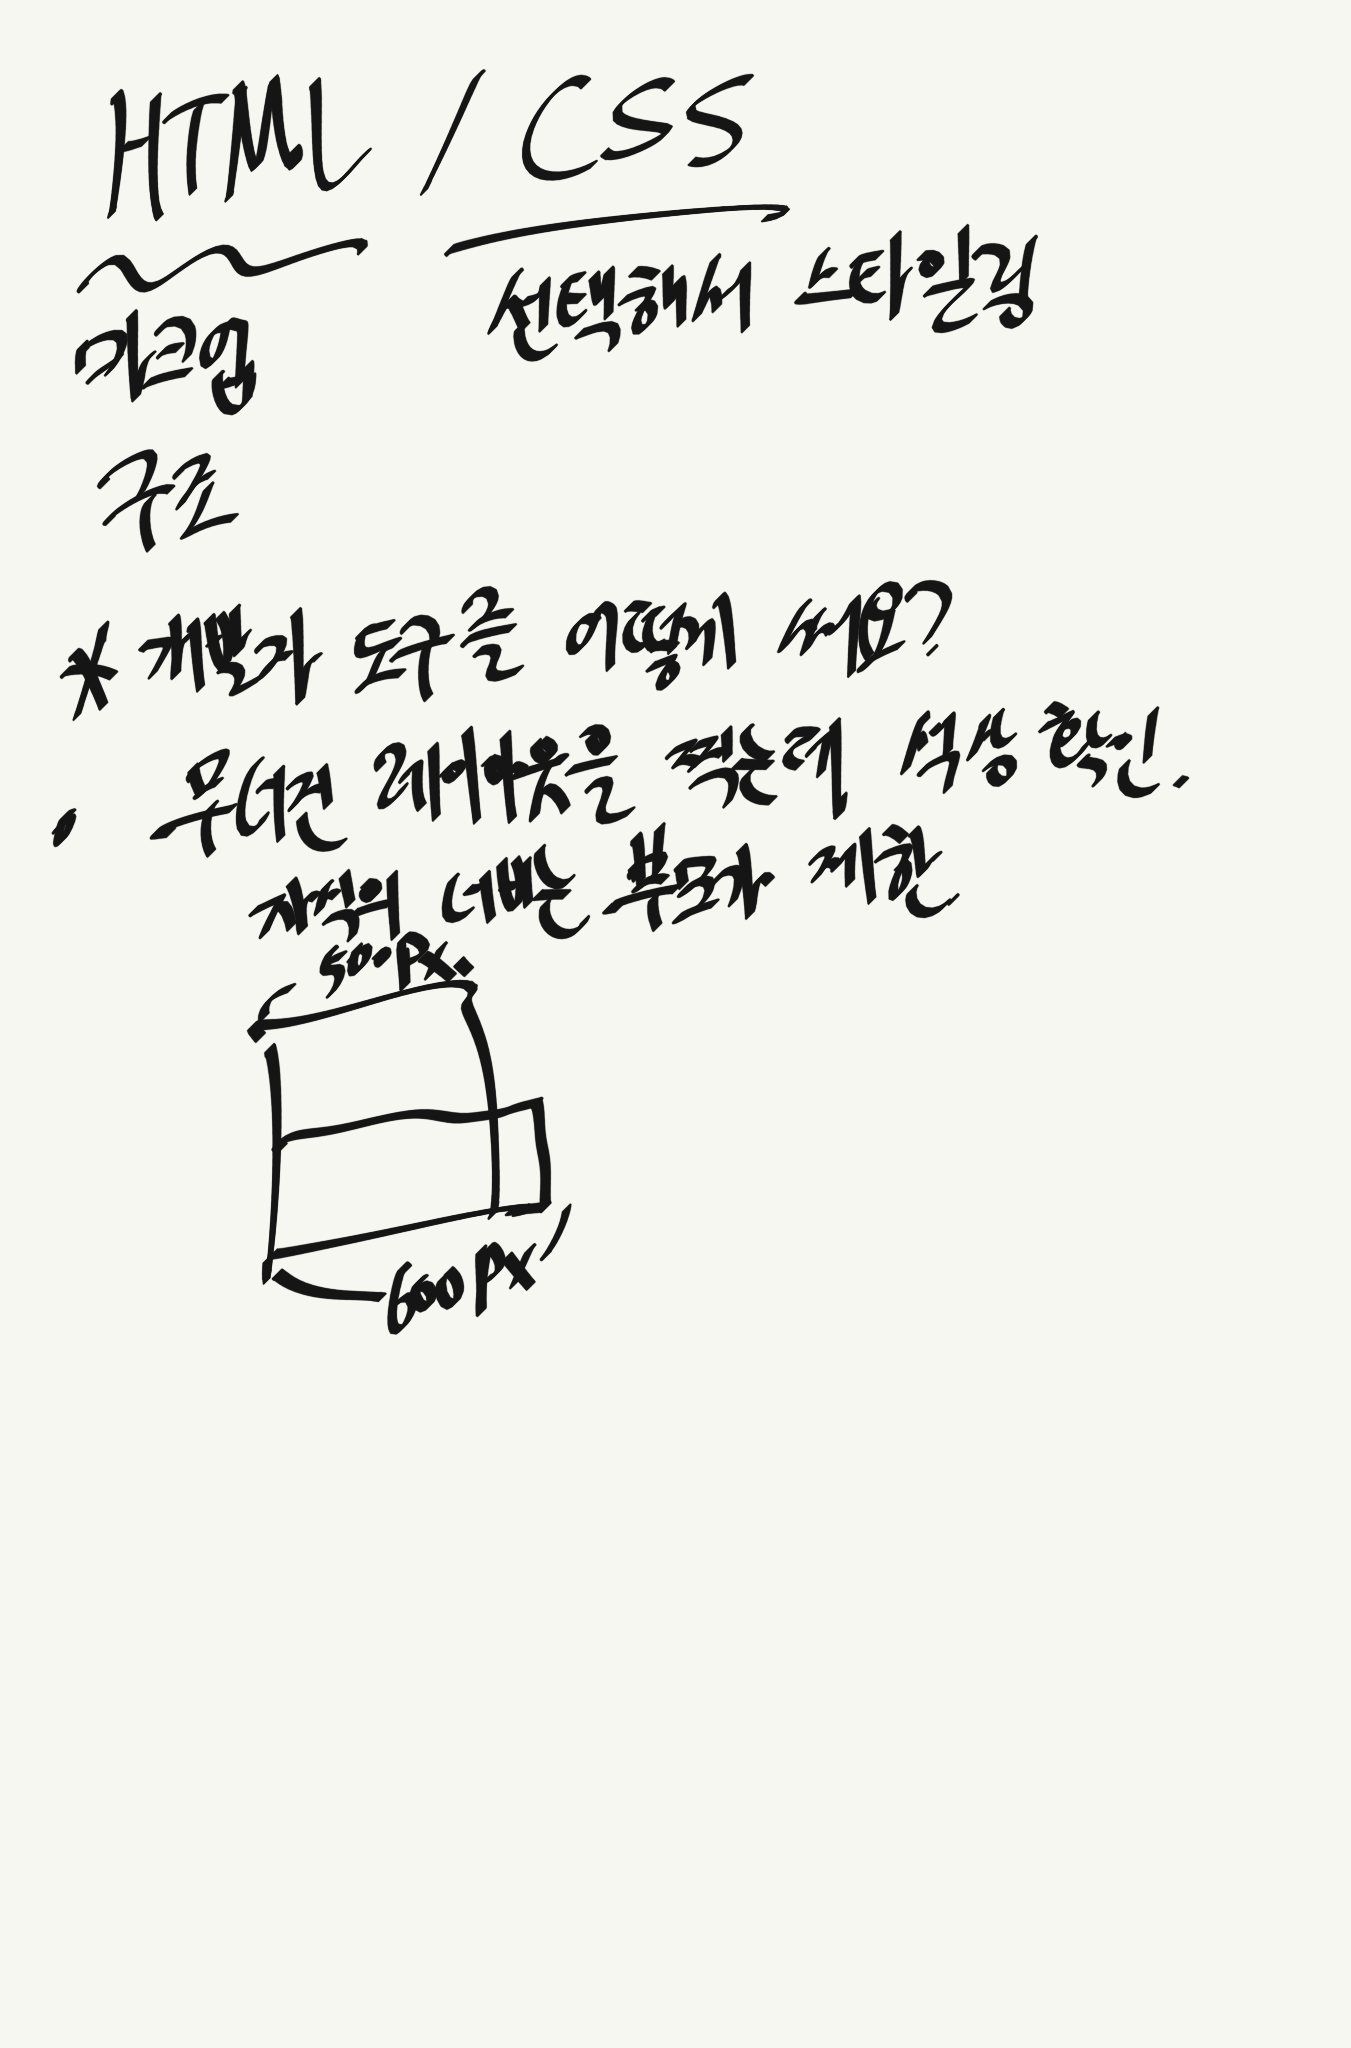 HTML / CSS
마크업
선택해서 스타일링
구조
* 개발자 도구를 어떻게 써요?
· 무너진 레이아웃을 찍는데 색상 확인.
자식의 너비는 부모가 제한
500px.
600px